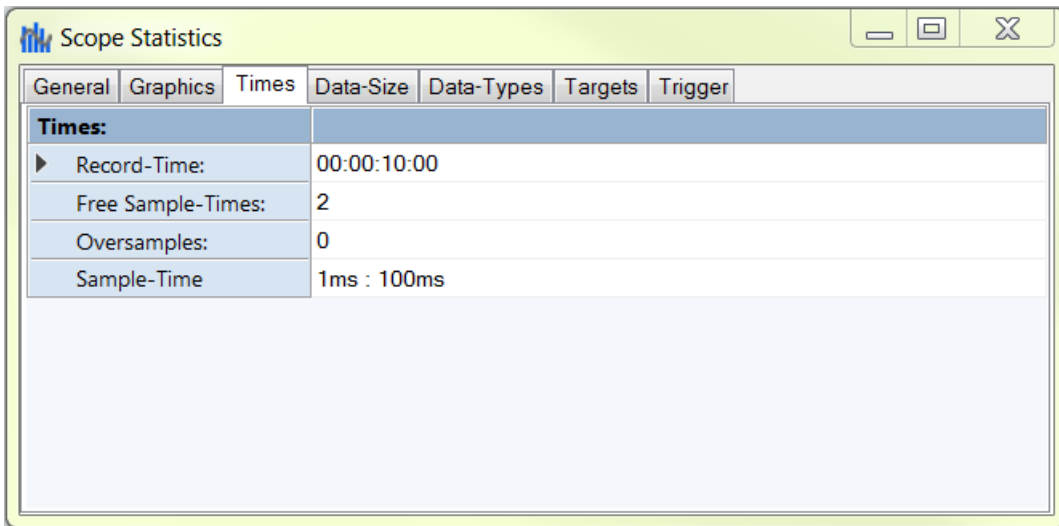 Scope Statistics
General Graphics Times Data-Size Data-Types Targets Trigger
Times:
Record-Time: 00:00:10:00
Free Sample-Times: 2
Oversamples: 0
Sample-Time 1ms : 100ms